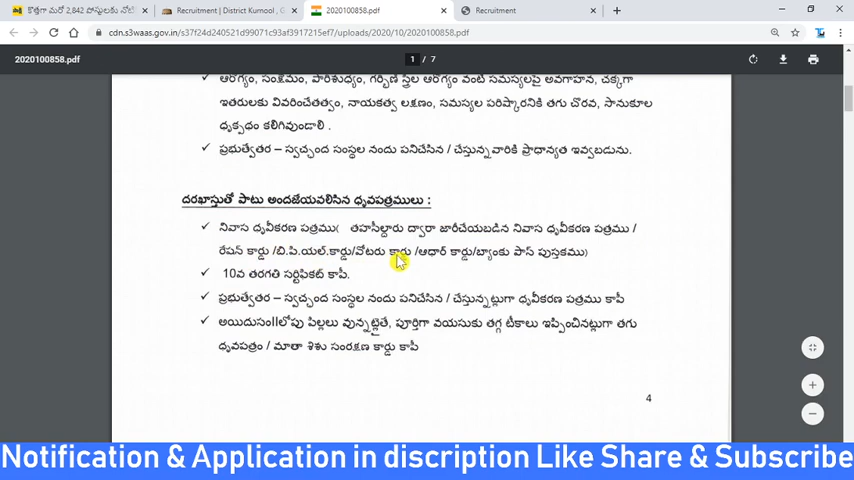 కొత్తగా మరో 2,842 పోస్టులకు నోటి
Recruitment | District Kurnool , G
2020100858.pdf
Recruitment
cdn.s3waas.gov.in/s37f24d240521d99071c93af3917215ef7/uploads/2020/10/2020100858.pdf
2020100858.pdf
1 / 7
ఆరోగ్యం, సంక్షేమం, పారిశుధ్యం, గర్భిణీ స్త్రీల ఆరోగ్యం వంటి సమస్యలపై అవగాహన, చక్కగా
ఇతరులకు వివరించేతత్వం, నాయకత్వ లక్షణం, సమస్యల పరిష్కారనికి తగు చొరవ, సానుకూల
ధృక్పథం కలిగివుండాలి .
ప్రభుత్వేతర – స్వచ్ఛంద సంస్థల నందు పనిచేసిన / చేస్తున్నవారికి ప్రాధాన్యత ఇవ్వబడును.
దరఖాస్తుతో పాటు అందజేయవలిసిన ధృవపత్రములు :
నివాస దృవీకరణ పత్రము( తహసీల్దారు ద్వారా జారీచేయబడిన నివాస ధృవీకరణ పత్రము /
రేషన్ కార్డు /బి.పి.యల్.కార్డు/వోటరు కార్డు /ఆధార్ కార్డు/బ్యాంకు పాస్ పుస్తకము)
10వ తరగతి సర్టిఫికట్ కాపీ.
ప్రభుత్వేతర – స్వచ్ఛంద సంస్థల నందు పనిచేసిన / చేస్తున్నట్లుగా ధృవీకరణ పత్రము కాపీ
అయిదుసంllలోపు పిల్లలు వున్నట్లైతే, పూర్తిగా వయసుకు తగ్గ టీకాలు ఇప్పించినట్లుగా తగు
ధృవపత్రం / మాతా శిశు సంరక్షణ కార్డు కాపీ
4
Notification & Application in discription Like Share & Subscribe